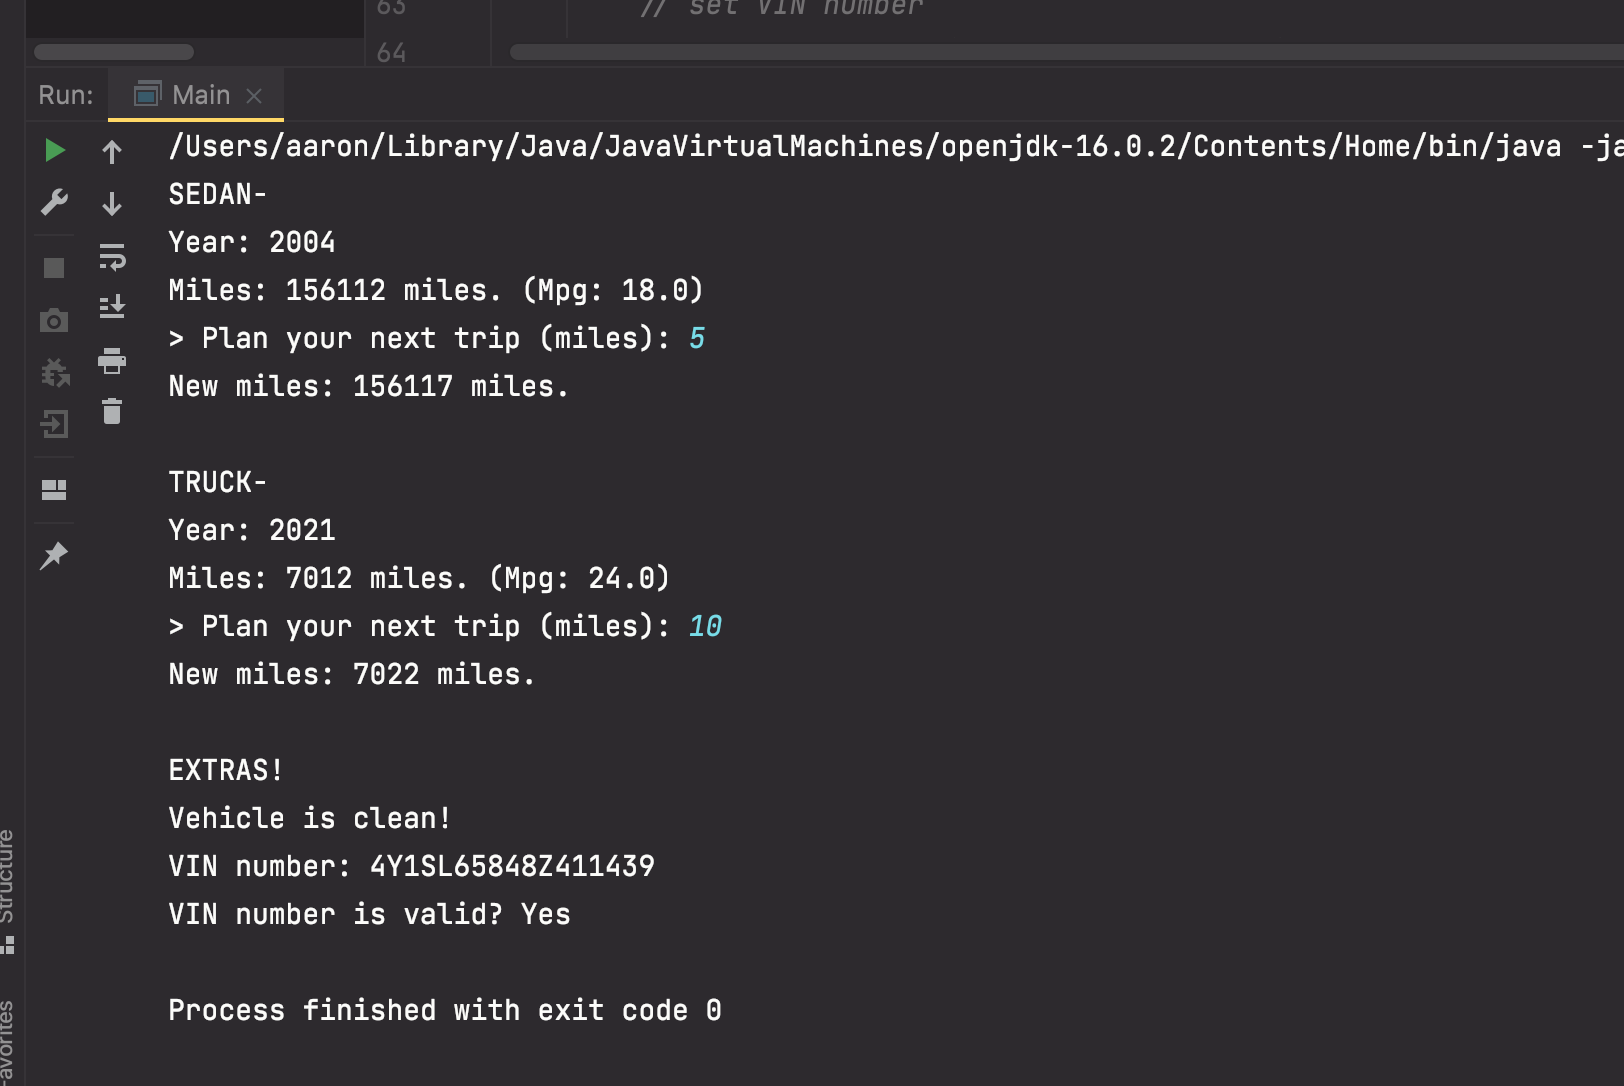 63 // set VIN number
64
Run: Main
/Users/aaron/Library/Java/JavaVirtualMachines/openjdk-16.0.2/Contents/Home/bin/java -ja
SEDAN-
Year: 2004
Miles: 156112 miles. (Mpg: 18.0)
> Plan your next trip (miles): 5
New miles: 156117 miles.
TRUCK-
Year: 2021
Miles: 7012 miles. (Mpg: 24.0)
> Plan your next trip (miles): 10
New miles: 7022 miles.
EXTRAS!
Vehicle is clean!
VIN number: 4Y1SL65848Z411439
VIN number is valid? Yes
Process finished with exit code 0
Structure
avorites